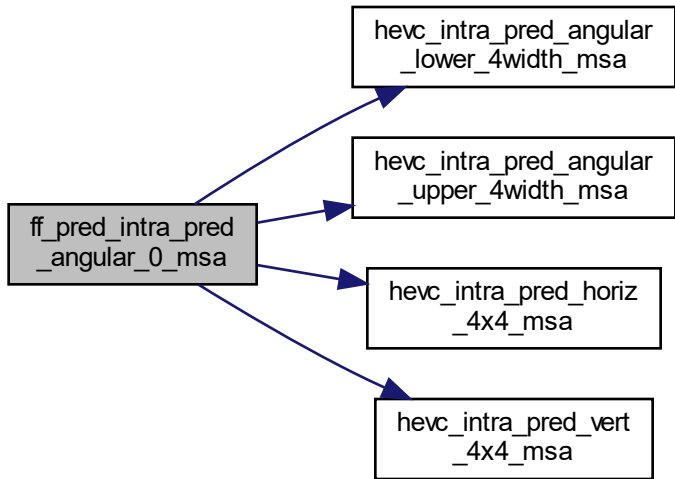 hevc_intra_pred_angular
_lower_4width_msa
hevc_intra_pred_angular
_upper_4width_msa
ff_pred_intra_pred
_angular_0_msa
hevc_intra_pred_horiz
_4x4_msa
hevc_intra_pred_vert
_4x4_msa